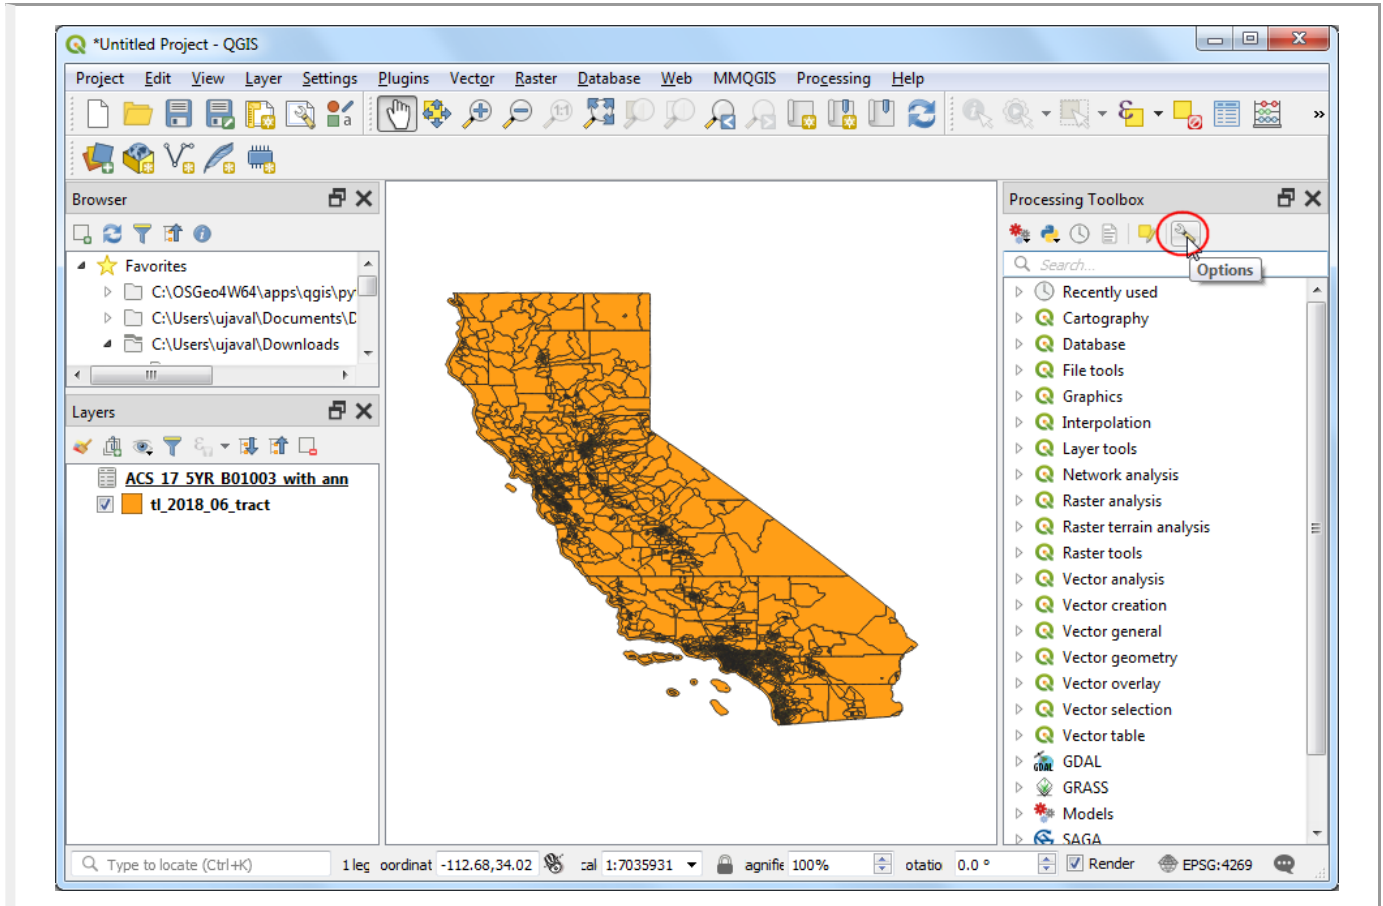 *Untitled Project - QGIS
Project Edit View Layer Settings Plugins Vector Raster Database Web MMQGIS Processing Help
Browser
Favorites
C:\OSGeo4W64\apps\qgis\py
C:\Users\ujaval\Documents\D
C:\Users\ujaval\Downloads
Layers
ACS_17_5YR_B01003_with_ann
tl_2018_06_tract
Processing Toolbox
Search...
Options
Recently used
Cartography
Database
File tools
Graphics
Interpolation
Layer tools
Network analysis
Raster analysis
Raster terrain analysis
Raster tools
Vector analysis
Vector creation
Vector general
Vector geometry
Vector overlay
Vector selection
Vector table
GDAL
GRASS
Models
SAGA
Type to locate (Ctrl+K) 1 leg oordinat -112.68,34.02 cal 1:7035931 agnifie 100% otatio 0.0 ° Render EPSG:4269